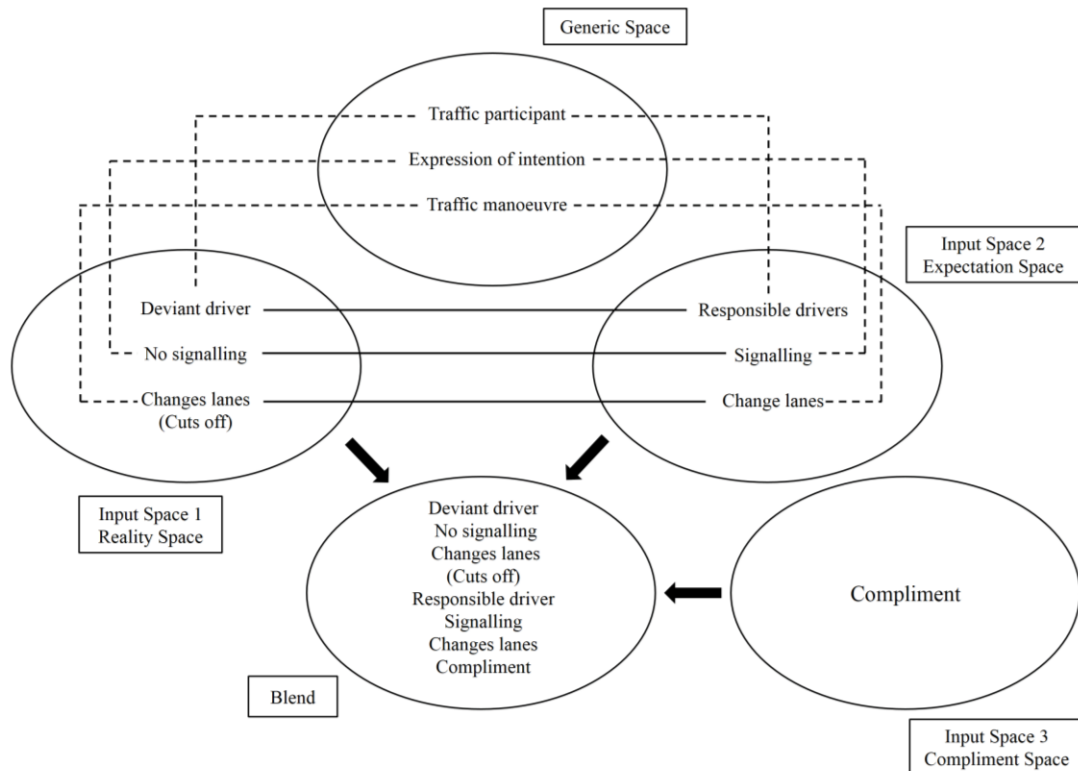 Generic Space
Traffic participant
Expression of intention
Traffic manoeuvre
Input Space 2
Expectation Space
Deviant driver
Responsible drivers
No signalling
Signalling
Changes lanes
(Cuts off)
Change lanes
Input Space 1
Reality Space
Deviant driver
No signalling
Changes lanes
(Cuts off)
Responsible driver
Signalling
Changes lanes
Compliment
Compliment
Blend
Input Space 3
Compliment Space